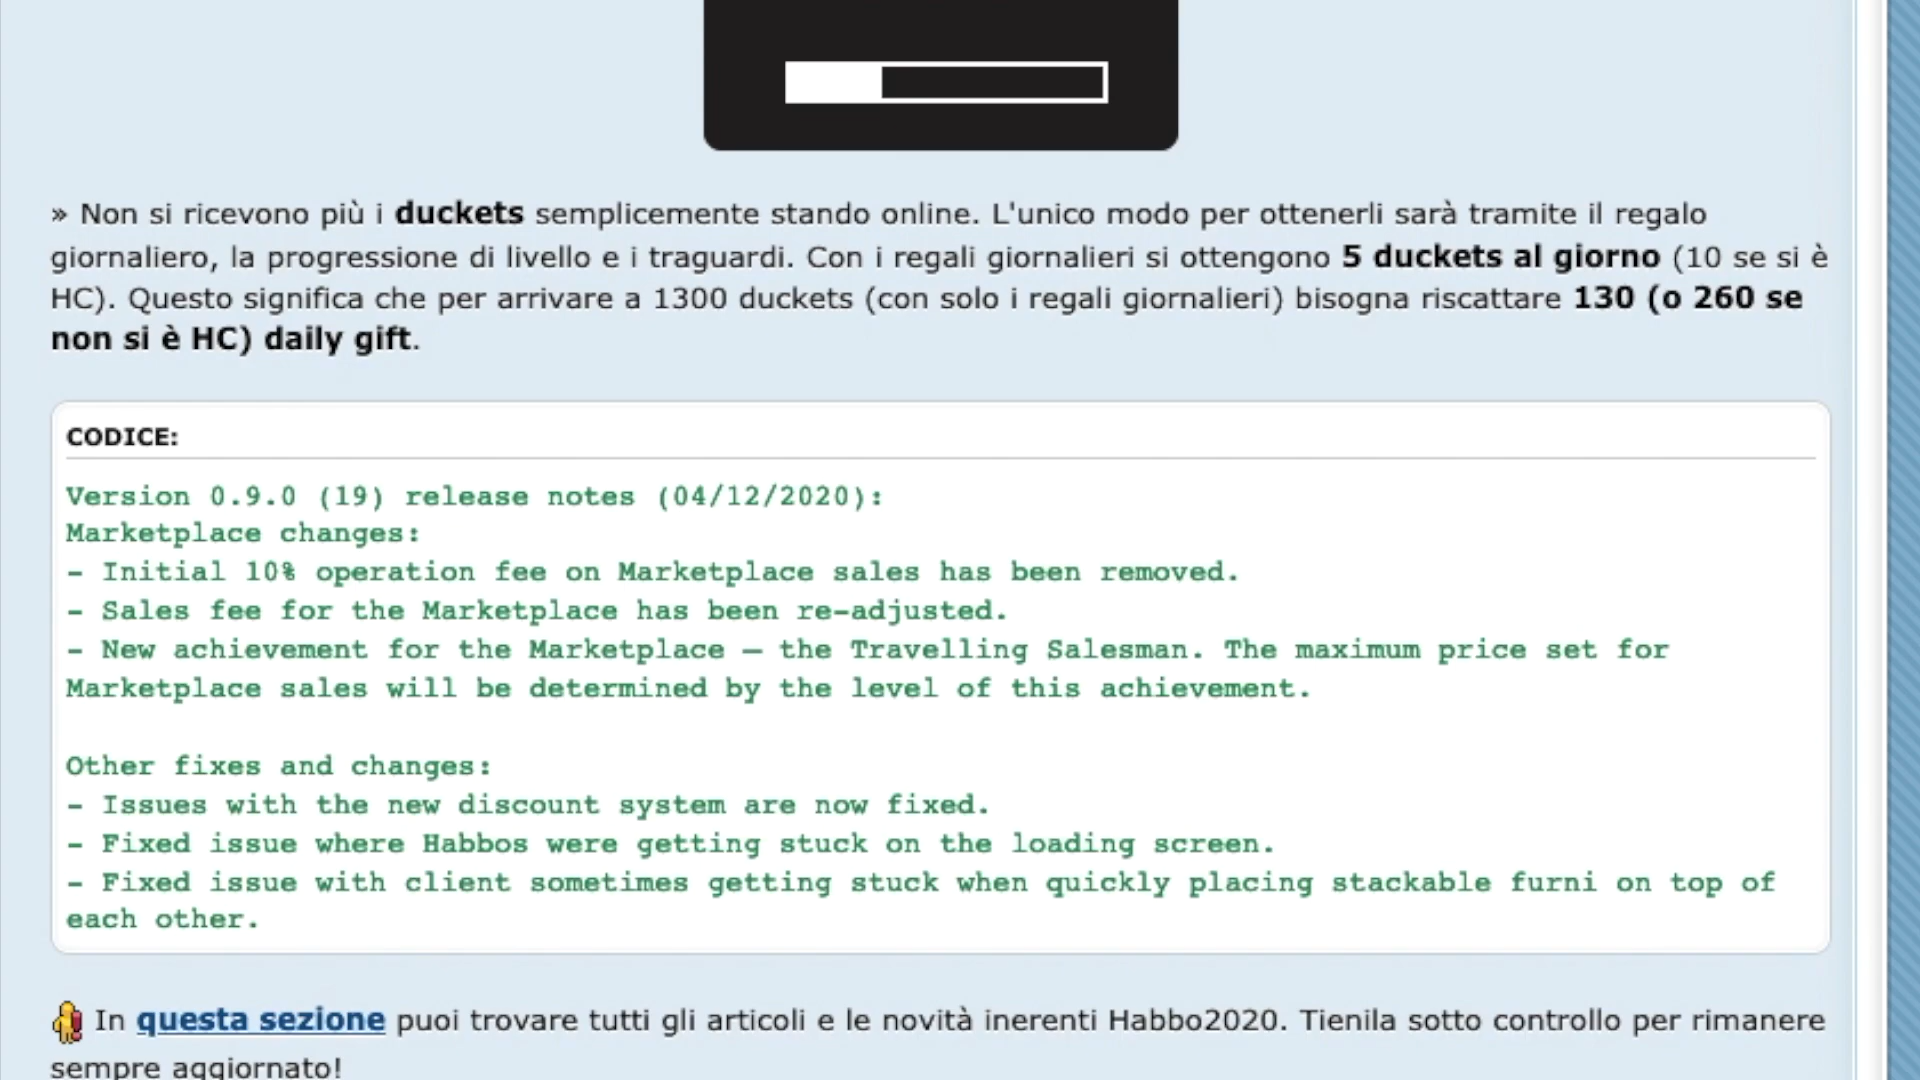 » Non si ricevono più i duckets semplicemente stando online. L'unico modo per ottenerli sarà tramite il regalo
giornaliero, la progressione di livello e i traguardi. Con i regali giornalieri si ottengono 5 duckets al giorno (10 se si è
HC). Questo significa che per arrivare a 1300 duckets (con solo i regali giornalieri) bisogna riscattare 130 (o 260 se
non si è HC) daily gift.
CODICE:
Version 0.9.0 (19) release notes (04/12/2020):
Marketplace changes:
- Initial 10% operation fee on Marketplace sales has been removed.
- Sales fee for the Marketplace has been re-adjusted.
- New achievement for the Marketplace – the Travelling Salesman. The maximum price set for
Marketplace sales will be determined by the level of this achievement.
Other fixes and changes:
- Issues with the new discount system are now fixed.
- Fixed issue where Habbos were getting stuck on the loading screen.
- Fixed issue with client sometimes getting stuck when quickly placing stackable furni on top of
each other.
In questa sezione puoi trovare tutti gli articoli e le novità inerenti Habbo2020. Tienila sotto controllo per rimanere
sempre aggiornato!